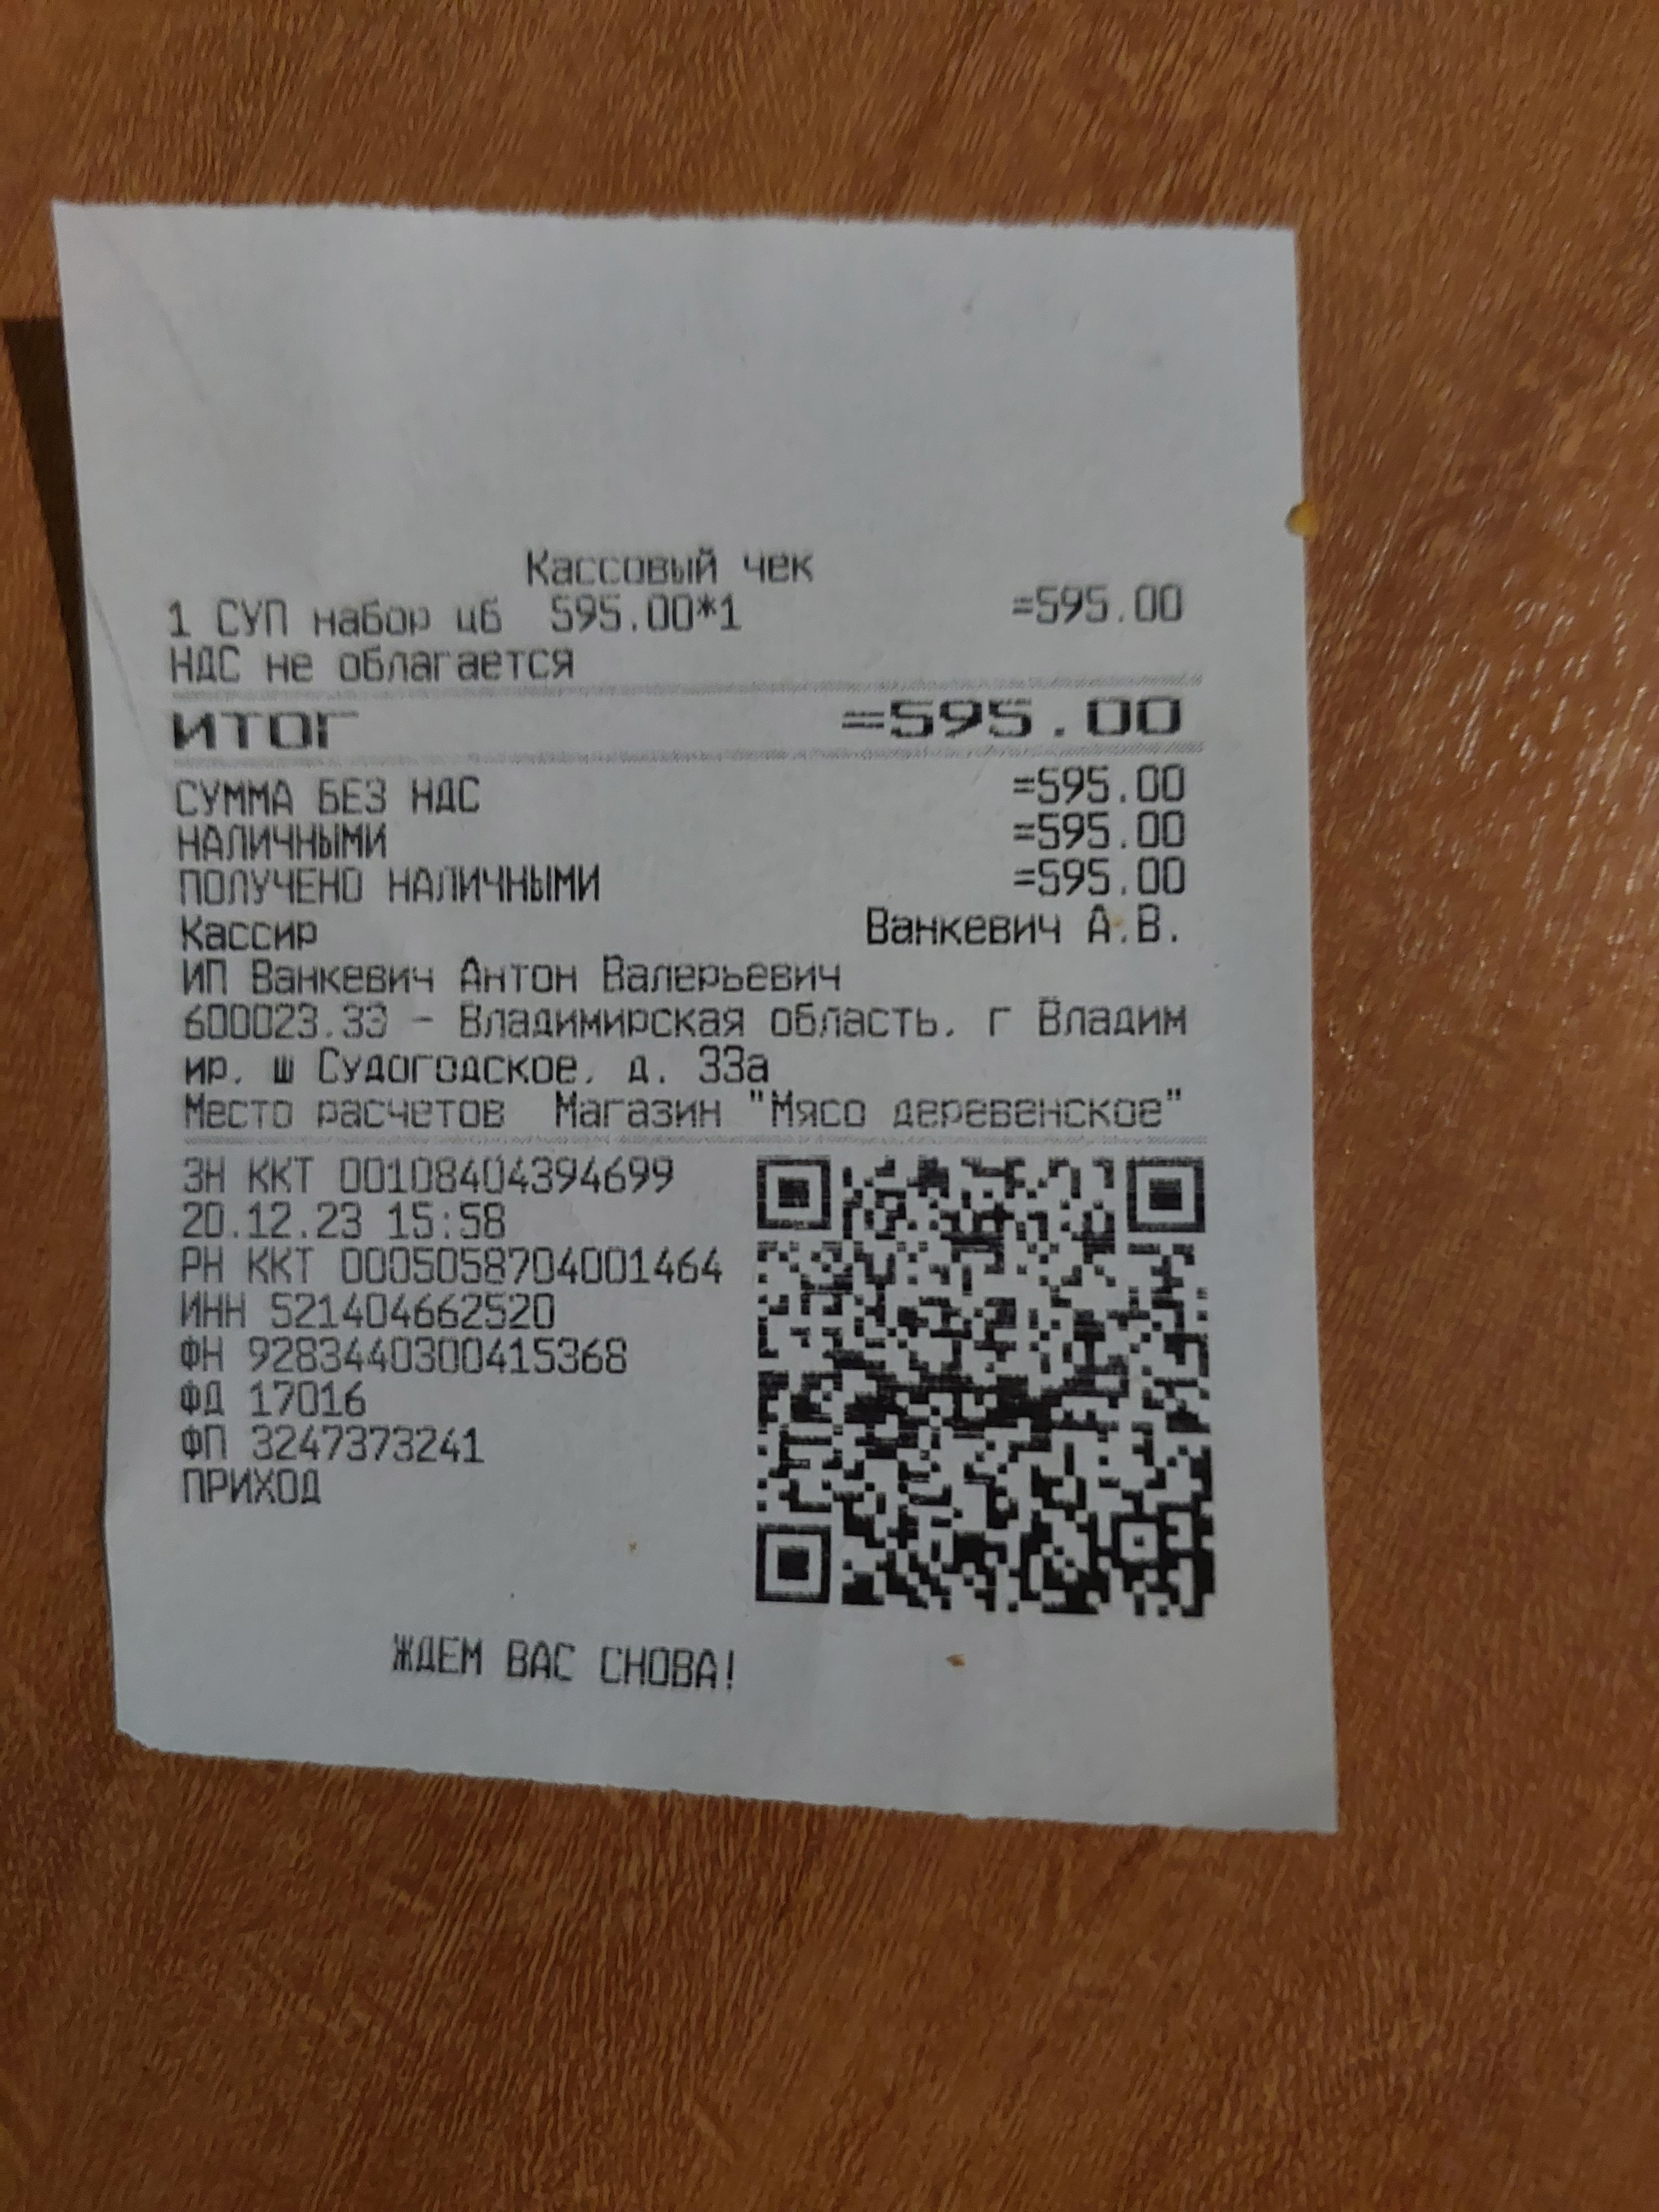 Кассовый чек
1 СУП набор цб 595.00*1 =595.00
НДС не облагается
ИТОГ =595.00
СУММА БЕЗ НДС =595.00
НАЛИЧНЫМИ =595.00
ПОЛУЧЕНО НАЛИЧНЫМИ =595.00
Кассир Ванкевич А.В.
ИП Ванкевич Антон Валерьевич
600023,33 - Владимирская область, г Владим
ир, ш Судогодское, д. 33а
Место расчетов Магазин "Мясо деревенское"
ЗН ККТ 00108404394699
20.12.23 15:58
РН ККТ 0005058704001464
ИНН 521404662520
ФН 9283440300415368
ФД 17016
ФП 3247373241
ПРИХОД
ЖДЕМ ВАС СНОВА!